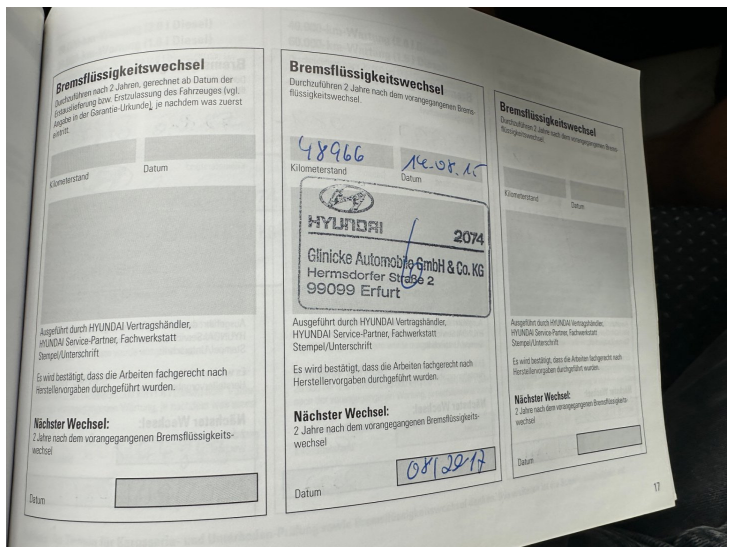 Bremsflüssigkeitswechsel
Durchzuführen nach 2 Jahren, gerechnet ab Datum der
Erstauslieferung bzw. Erstzulassung des Fahrzeuges (vgl.
Angabe in der Garantie-Urkunde), je nachdem was zuerst
eintritt.
Kilometerstand
Datum
Ausgeführt durch HYUNDAI Vertragshändler,
HYUNDAI Service-Partner, Fachwerkstatt
Stempel/Unterschrift
Es wird bestätigt, dass die Arbeiten fachgerecht nach
Herstellervorgaben durchgeführt wurden.
Nächster Wechsel:
2 Jahre nach dem vorangegangenen Bremsflüssigkeits-
wechsel
Datum
Bremsflüssigkeitswechsel
Durchzuführen 2 Jahre nach dem vorangegangenen Brems-
flüssigkeitswechsel.
48966
14.08.15
Kilometerstand
Datum
HYUNDAI
2074
Glinicke Automobile GmbH & Co. KG
Hermsdorfer Straße 2
99099 Erfurt
Ausgeführt durch HYUNDAI Vertragshändler,
HYUNDAI Service-Partner, Fachwerkstatt
Stempel/Unterschrift
Es wird bestätigt, dass die Arbeiten fachgerecht nach
Herstellervorgaben durchgeführt wurden.
Nächster Wechsel:
2 Jahre nach dem vorangegangenen Bremsflüssigkeits-
wechsel
08/2017
Datum
Bremsflüssigkeitswechsel
Durchzuführen 2 Jahre nach dem vorangegangenen Brems-
flüssigkeitswechsel.
Kilometerstand
Datum
Ausgeführt durch HYUNDAI Vertragshändler,
HYUNDAI Service-Partner, Fachwerkstatt
Stempel/Unterschrift
Es wird bestätigt, dass die Arbeiten fachgerecht nach
Herstellervorgaben durchgeführt wurden.
Nächster Wechsel:
2 Jahre nach dem vorangegangenen Bremsflüssigkeits-
wechsel
Datum
17